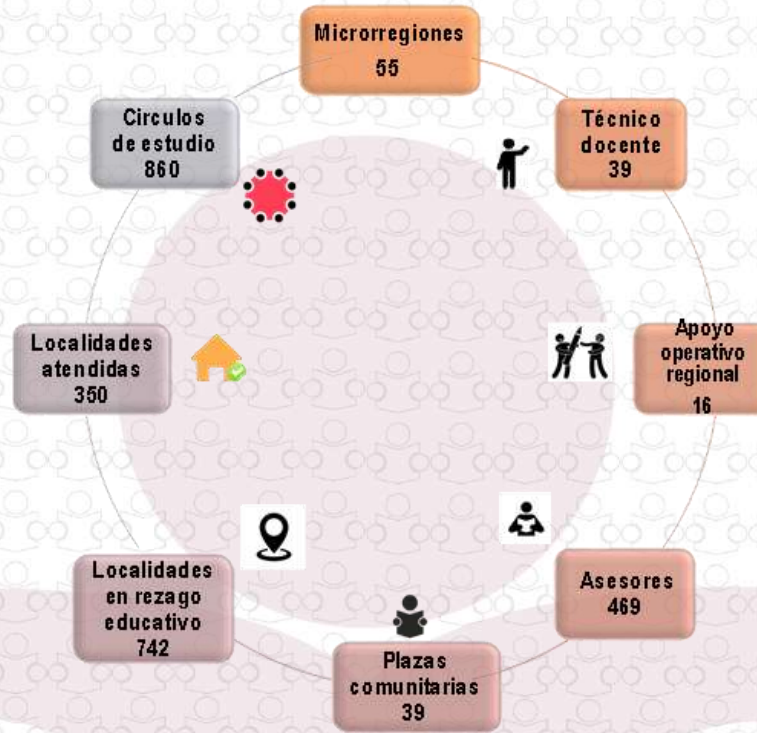 Microrregiones
55
Técnico
docente
39
Apoyo
operativo
regional
16
Asesores
469
Plazas
comunitarias
39
Localidades
en rezago
educativo
742
Localidades
atendidas
350
Circulos
de estudio
860